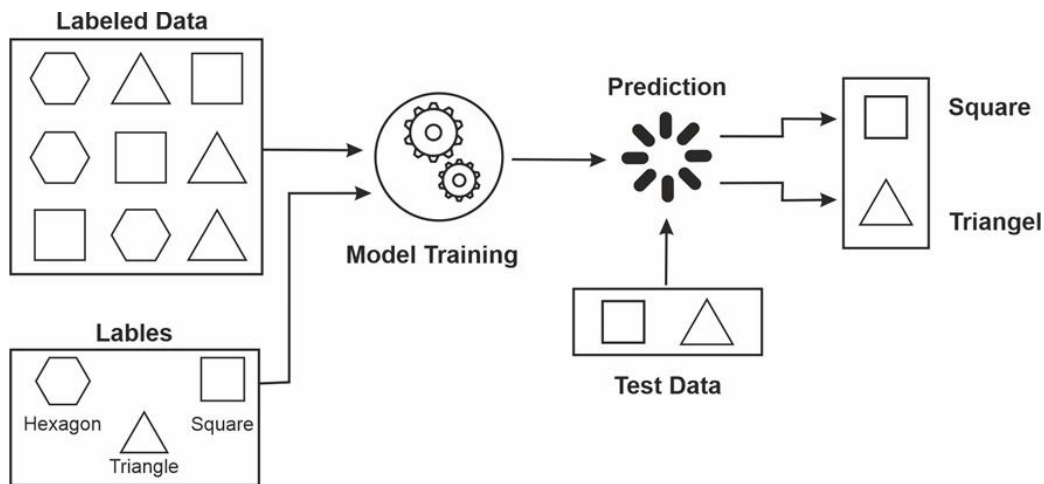 Labeled Data
Lables
Hexagon
Square
Triangle
Model Training
Prediction
Test Data
Square
Triangel